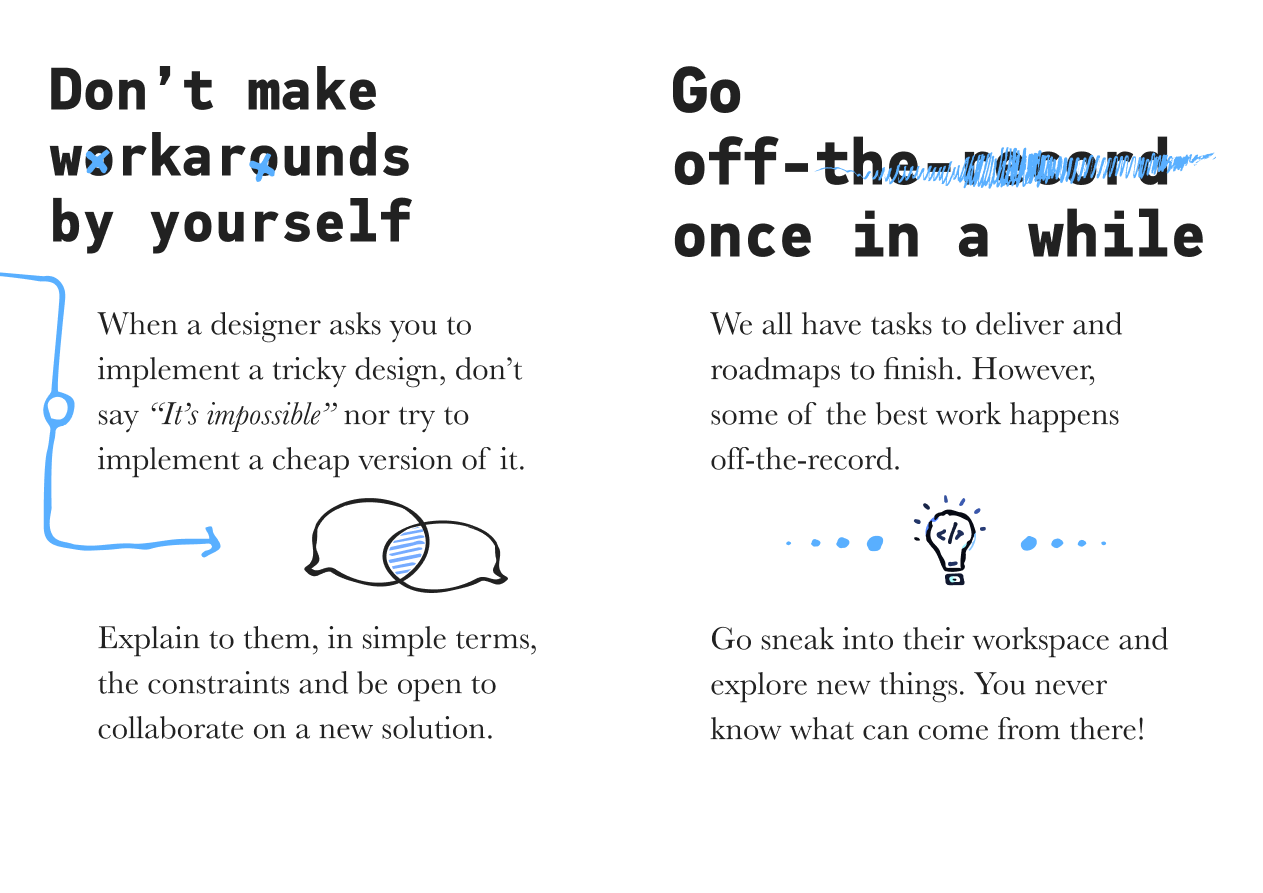 Don’t make
workarounds
by yourself
When a designer asks you to
implement a tricky design, don’t
say “It’s impossible” nor try to
implement a cheap version of it.
Explain to them, in simple terms,
the constraints and be open to
collaborate on a new solution.
Go
off-the-record
once in a while
We all have tasks to deliver and
roadmaps to finish. However,
some of the best work happens
off-the-record.
</>
Go sneak into their workspace and
explore new things. You never
know what can come from there!